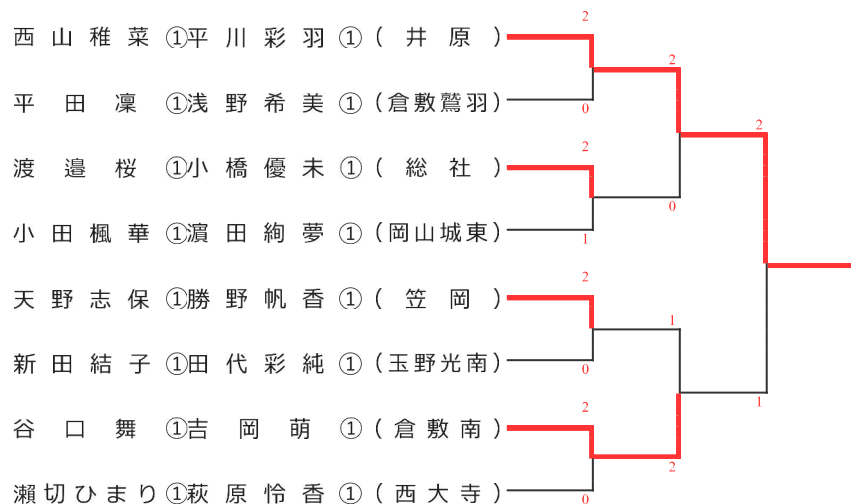 西山稚菜①平川彩羽①(井原)
2
平田凜①浅野希美①(倉敷鷲羽)
0
2
渡邉桜①小橋優未①(総社)
2
小田楓華①濵田絢夢①(岡山城東)
1
0
2
天野志保①勝野帆香①(笠岡)
2
新田結子①田代彩純①(玉野光南)
0
1
谷口舞①吉岡萌①(倉敷南)
2
瀨切ひまり①萩原怜香①(西大寺)
0
2
1